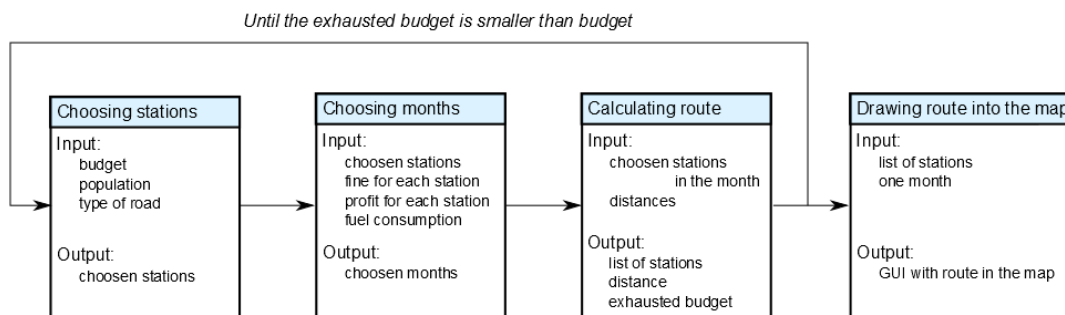 Until the exhausted budget is smaller than budget
Choosing stations
Input:
budget
population
type of road
Output:
choosen stations
Choosing months
Input:
choosen stations
fine for each station
profit for each station
fuel consumption
Output:
choosen months
Calculating route
Input:
choosen stations
in the month
distances
Output:
list of stations
distance
exhausted budget
Drawing route into the map
Input:
list of stations
one month
Output:
GUI with route in the map